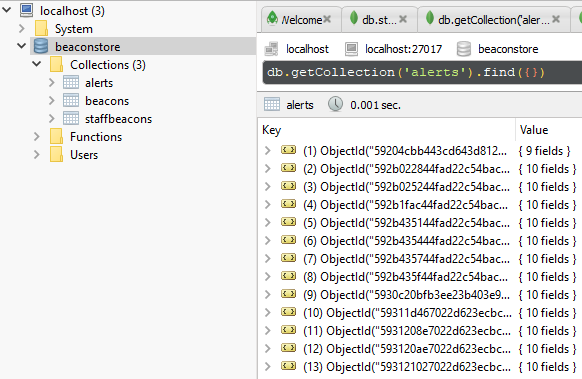 localhost (3)
System
beaconstore
Collections (3)
alerts
beacons
staffbeacons
Functions
Users
Welcome
db.st...
db.getCollection('aler...
localhost
localhost:27017
beaconstore
db.getCollection('alerts').find({})
alerts
0.001 sec.
Key
Value
(1) ObjectId("59204cbb443cd643d812... { 9 fields }
(2) ObjectId("592b022844fad22c54bac... { 10 fields }
(3) ObjectId("592b025244fad22c54bac... { 10 fields }
(4) ObjectId("592b1fac44fad22c54bac... { 10 fields }
(5) ObjectId("592b435144fad22c54bac... { 10 fields }
(6) ObjectId("592b435444fad22c54bac... { 10 fields }
(7) ObjectId("592b435744fad22c54bac... { 10 fields }
(8) ObjectId("592b435f44fad22c54bac... { 10 fields }
(9) ObjectId("5930c20bfb3ee23b403e9... { 10 fields }
(10) ObjectId("59311d467022d623ecbc... { 10 fields }
(11) ObjectId("5931208e7022d623ecbc... { 10 fields }
(12) ObjectId("593120ae7022d623ecbc... { 10 fields }
(13) ObjectId("593121027022d623ecbc... { 10 fields }